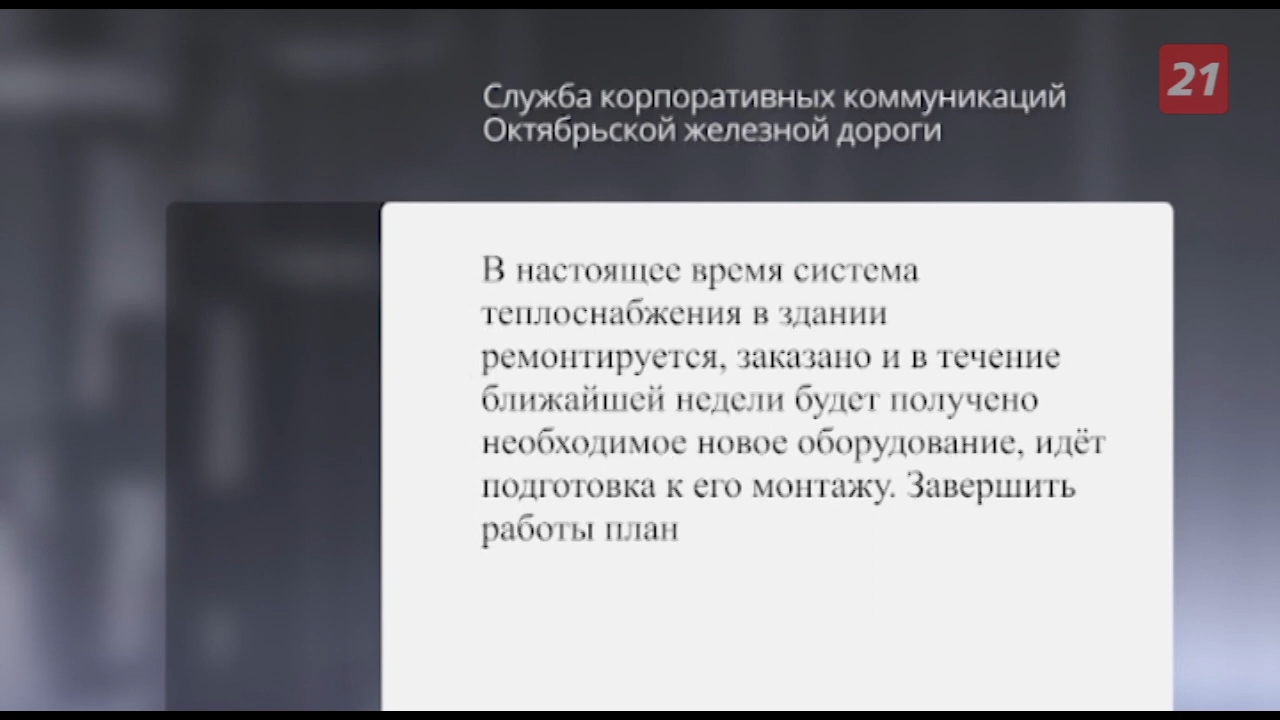 21
Служба корпоративных коммуникаций
Октябрьской железной дороги
В настоящее время система
теплоснабжения в здании
ремонтируется, заказано и в течение
ближайшей недели будет получено
необходимое новое оборудование, идёт
подготовка к его монтажу. Завершить
работы план